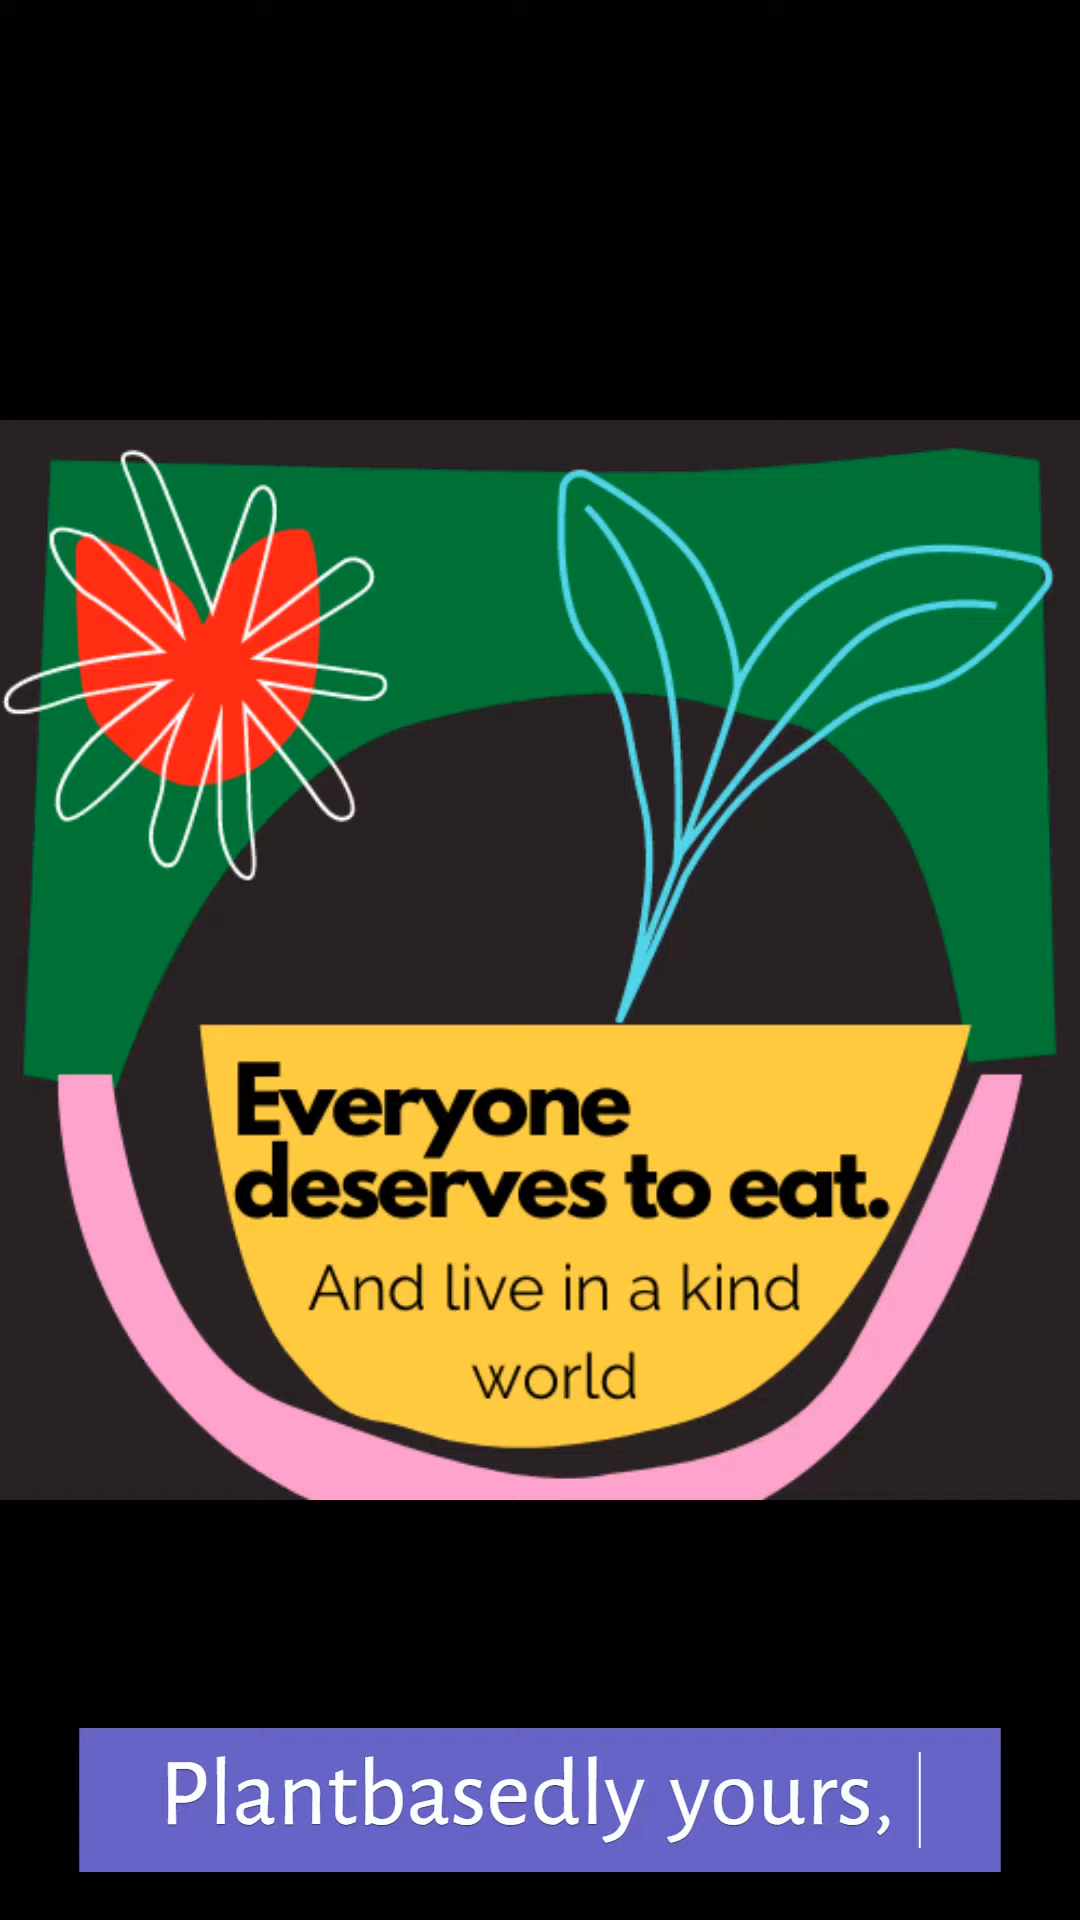 Everyone
deserves to eat.
And live in a kind
world
Plantbasedly yours,